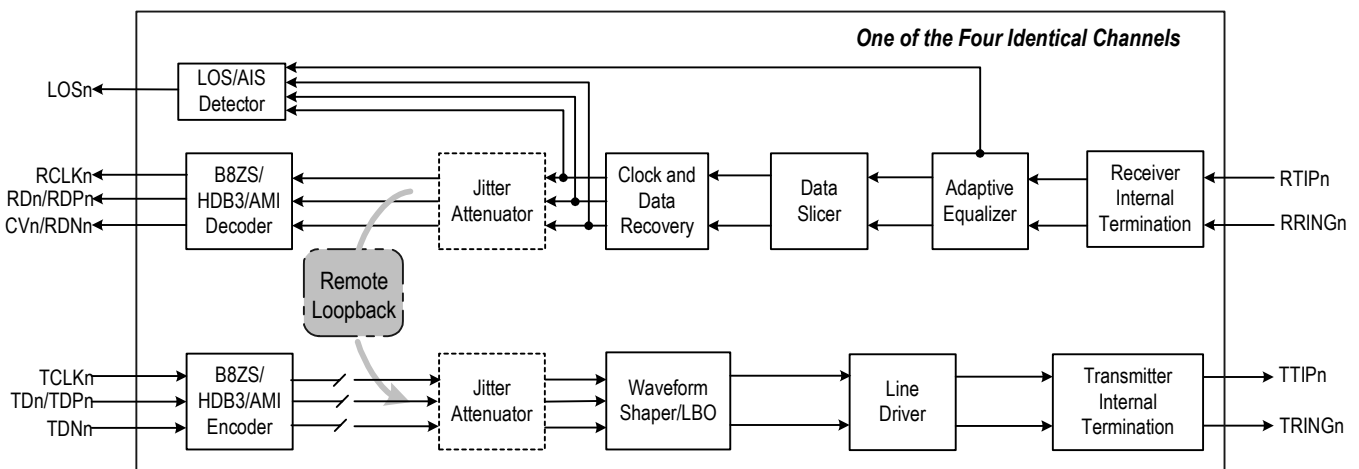 One of the Four Identical Channels
LOSn
LOS/AIS
Detector
RCLKn
RDn/RDPn
CVn/RDNn
B8ZS/
HDB3/AMI
Decoder
Jitter
Attenuator
Clock and
Data
Recovery
Data
Slicer
Adaptive
Equalizer
Receiver
Internal
Termination
RTIPn
RRINGn
Remote
Loopback
TCLKn
TDn/TDPn
TDNn
B8ZS/
HDB3/AMI
Encoder
Jitter
Attenuator
Waveform
Shaper/LBO
Line
Driver
Transmitter
Internal
Termination
TTIPn
TRINGn